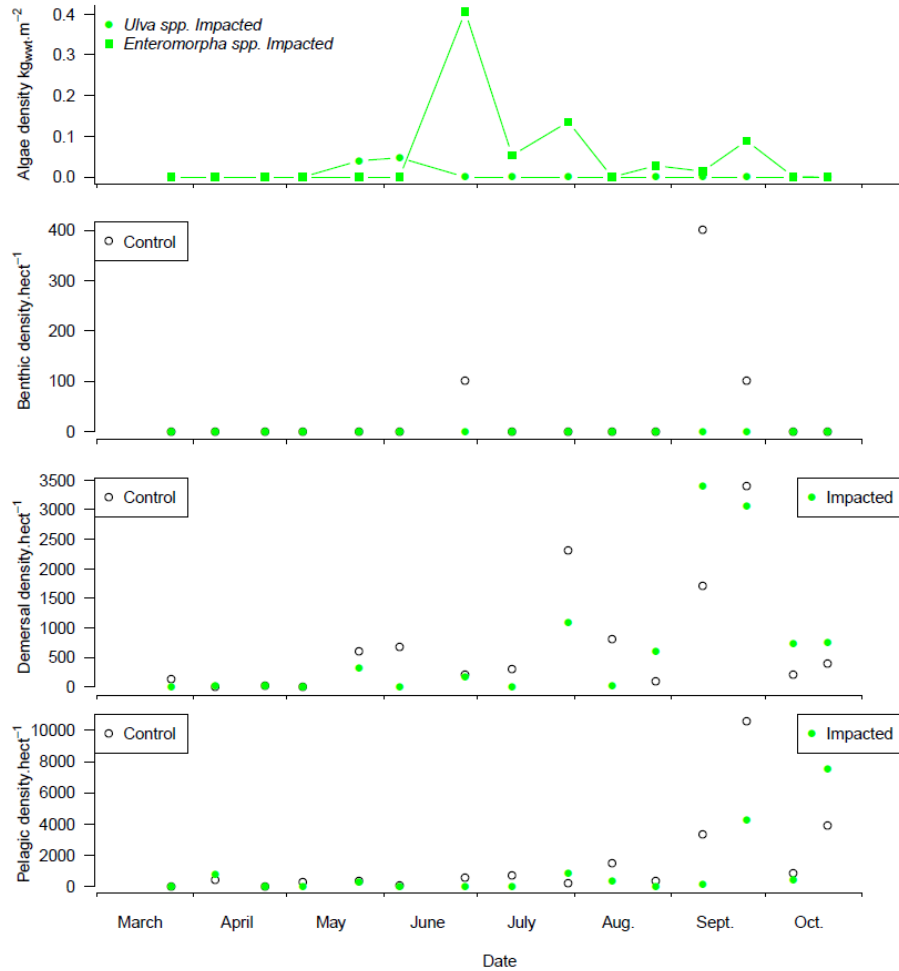 Ulva spp. Impacted
Enteromorpha spp. Impacted
Algae density kg_wwt.m⁻²
0.4
0.3
0.2
0.1
0.0
Control
Benthic density.hect⁻¹
400
300
200
100
0
Control
Impacted
Demersal density.hect⁻¹
3500
3000
2500
2000
1500
1000
500
0
Control
Impacted
Pelagic density.hect⁻¹
10000
8000
6000
4000
2000
0
March April May June July Aug. Sept. Oct.
Date